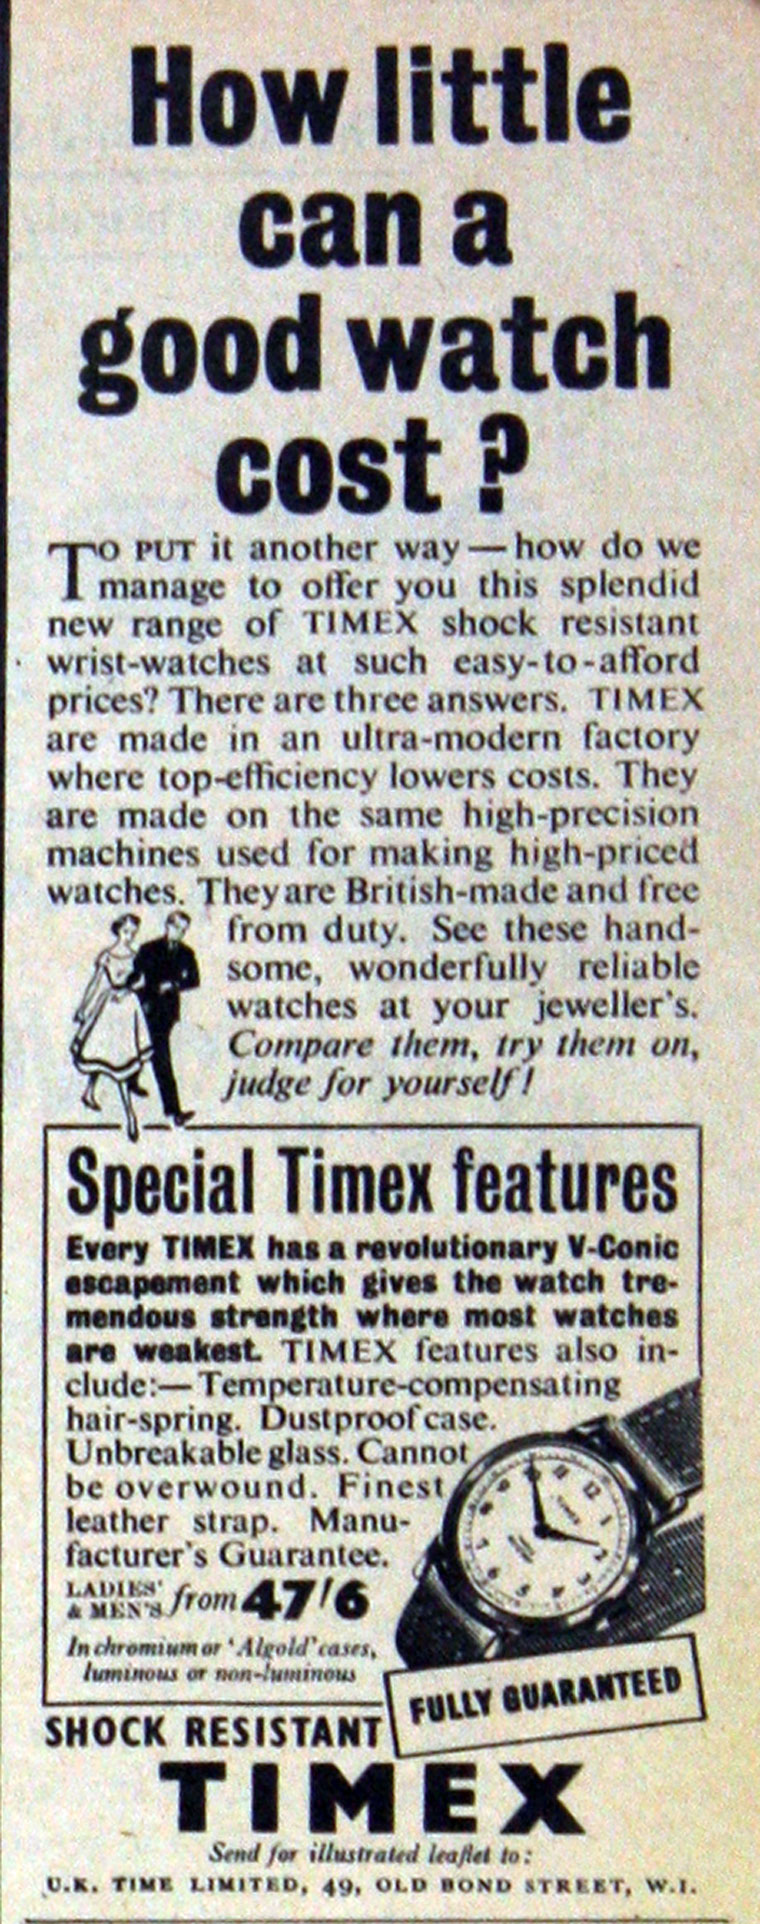 How little
can a
good watch
cost ?
TO PUT it another way — how do we
manage to offer you this splendid
new range of TIMEX shock resistant
wrist-watches at such easy-to-afford
prices? There are three answers. TIMEX
are made in an ultra-modern factory
where top-efficiency lowers costs. They
are made on the same high-precision
machines used for making high-priced
watches. They are British-made and free
from duty. See these hand-
some, wonderfully reliable
watches at your jeweller's.
Compare them, try them on,
judge for yourself!
Special Timex features
Every TIMEX has a revolutionary V-Conic
escapement which gives the watch tre-
mendous strength where most watches
are weakest. TIMEX features also in-
clude:— Temperature-compensating
hair-spring. Dustproof case.
Unbreakable glass. Cannot
be overwound. Finest
leather strap. Manu-
facturer's Guarantee.
LADIES'
& MEN'S from 47/6
In chromium or 'Algold' cases,
luminous or non-luminous
TIMEX
FULLY GUARANTEED
SHOCK RESISTANT
TIMEX
Send for illustrated leaflet to:
U.K. TIME LIMITED, 49, OLD BOND STREET, W.I.